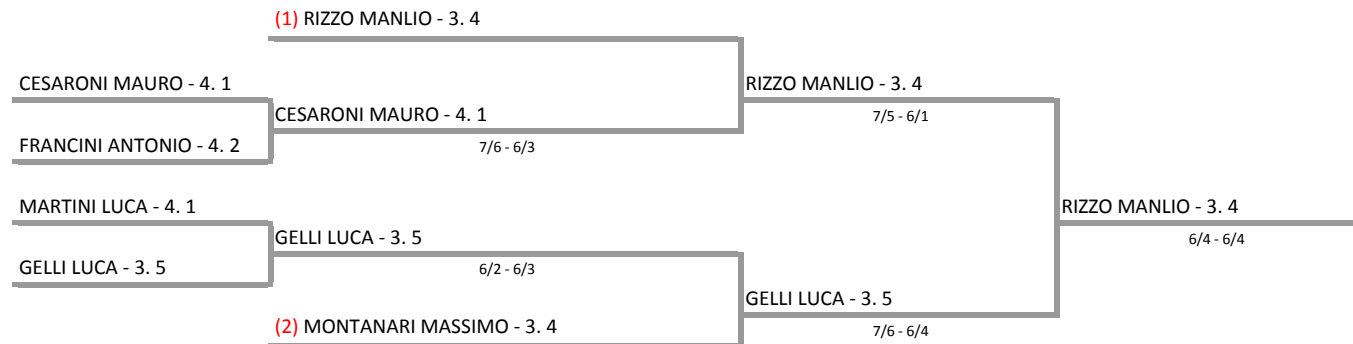 (1) RIZZO MANLIO - 3. 4
CESARONI MAURO - 4. 1
RIZZO MANLIO - 3. 4
CESARONI MAURO - 4. 1
7/5 - 6/1
FRANCINI ANTONIO - 4. 2
7/6 - 6/3
MARTINI LUCA - 4. 1
RIZZO MANLIO - 3. 4
GELLI LUCA - 3. 5
6/4 - 6/4
GELLI LUCA - 3. 5
6/2 - 6/3
GELLI LUCA - 3. 5
(2) MONTANARI MASSIMO - 3. 4
7/6 - 6/4